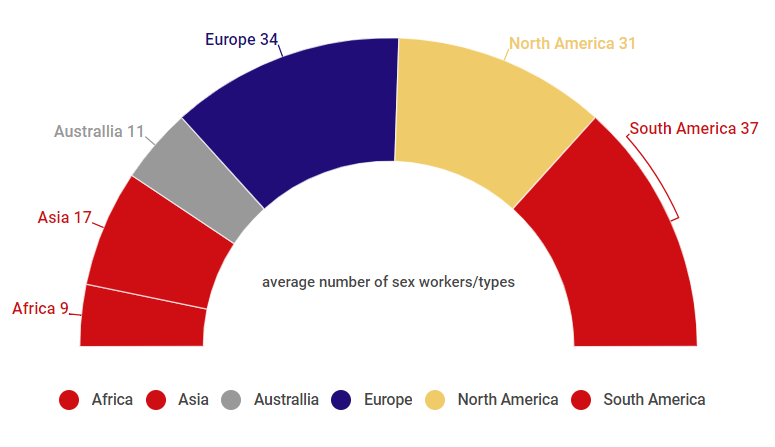 Europe 34
North America 31
South America 37
Australlia 11
Asia 17
Africa 9
average number of sex workers/types
Africa Asia Australlia Europe North America South America